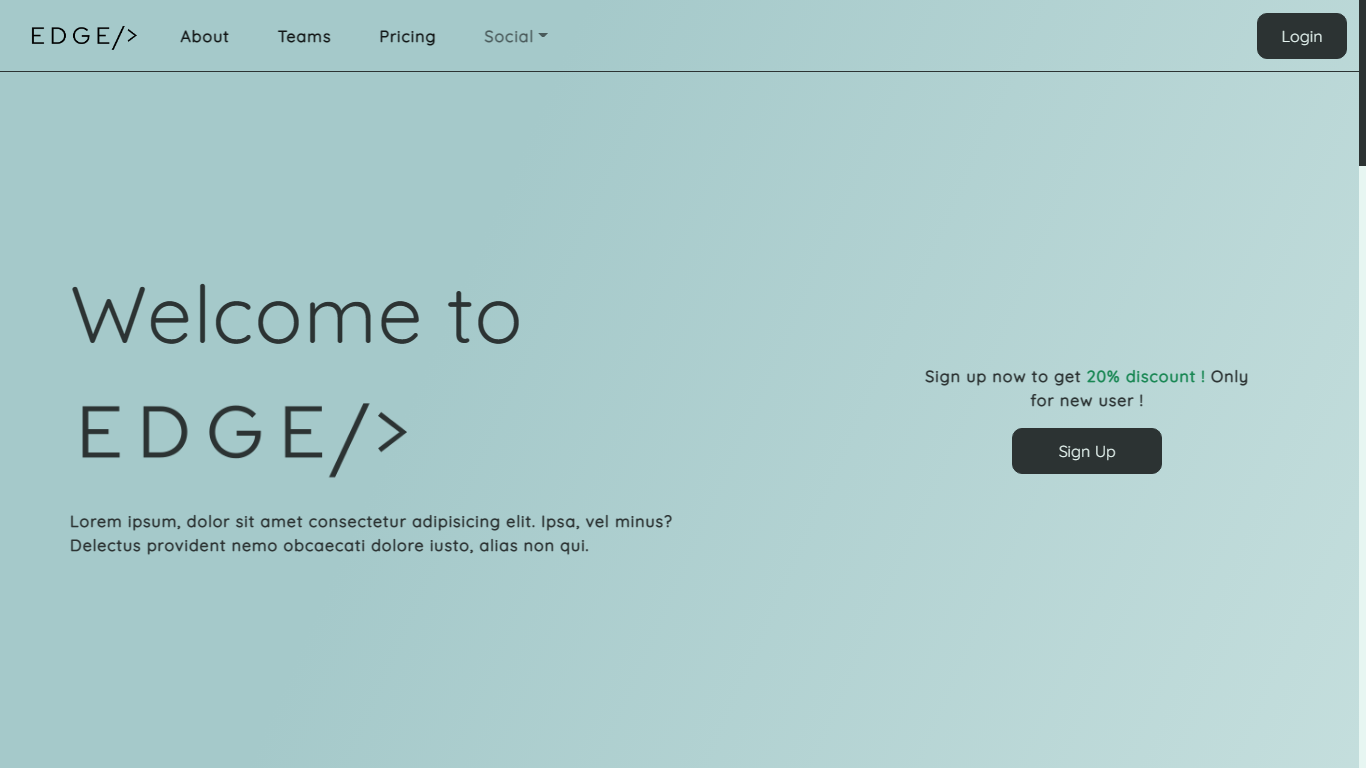 EDGE/>
About
Teams
Pricing
Social
Login
Welcome to
EDGE/>
Lorem ipsum, dolor sit amet consectetur adipisicing elit. Ipsa, vel minus?
Delectus provident nemo obcaecati dolore iusto, alias non qui.
Sign up now to get 20% discount ! Only
for new user !
Sign Up